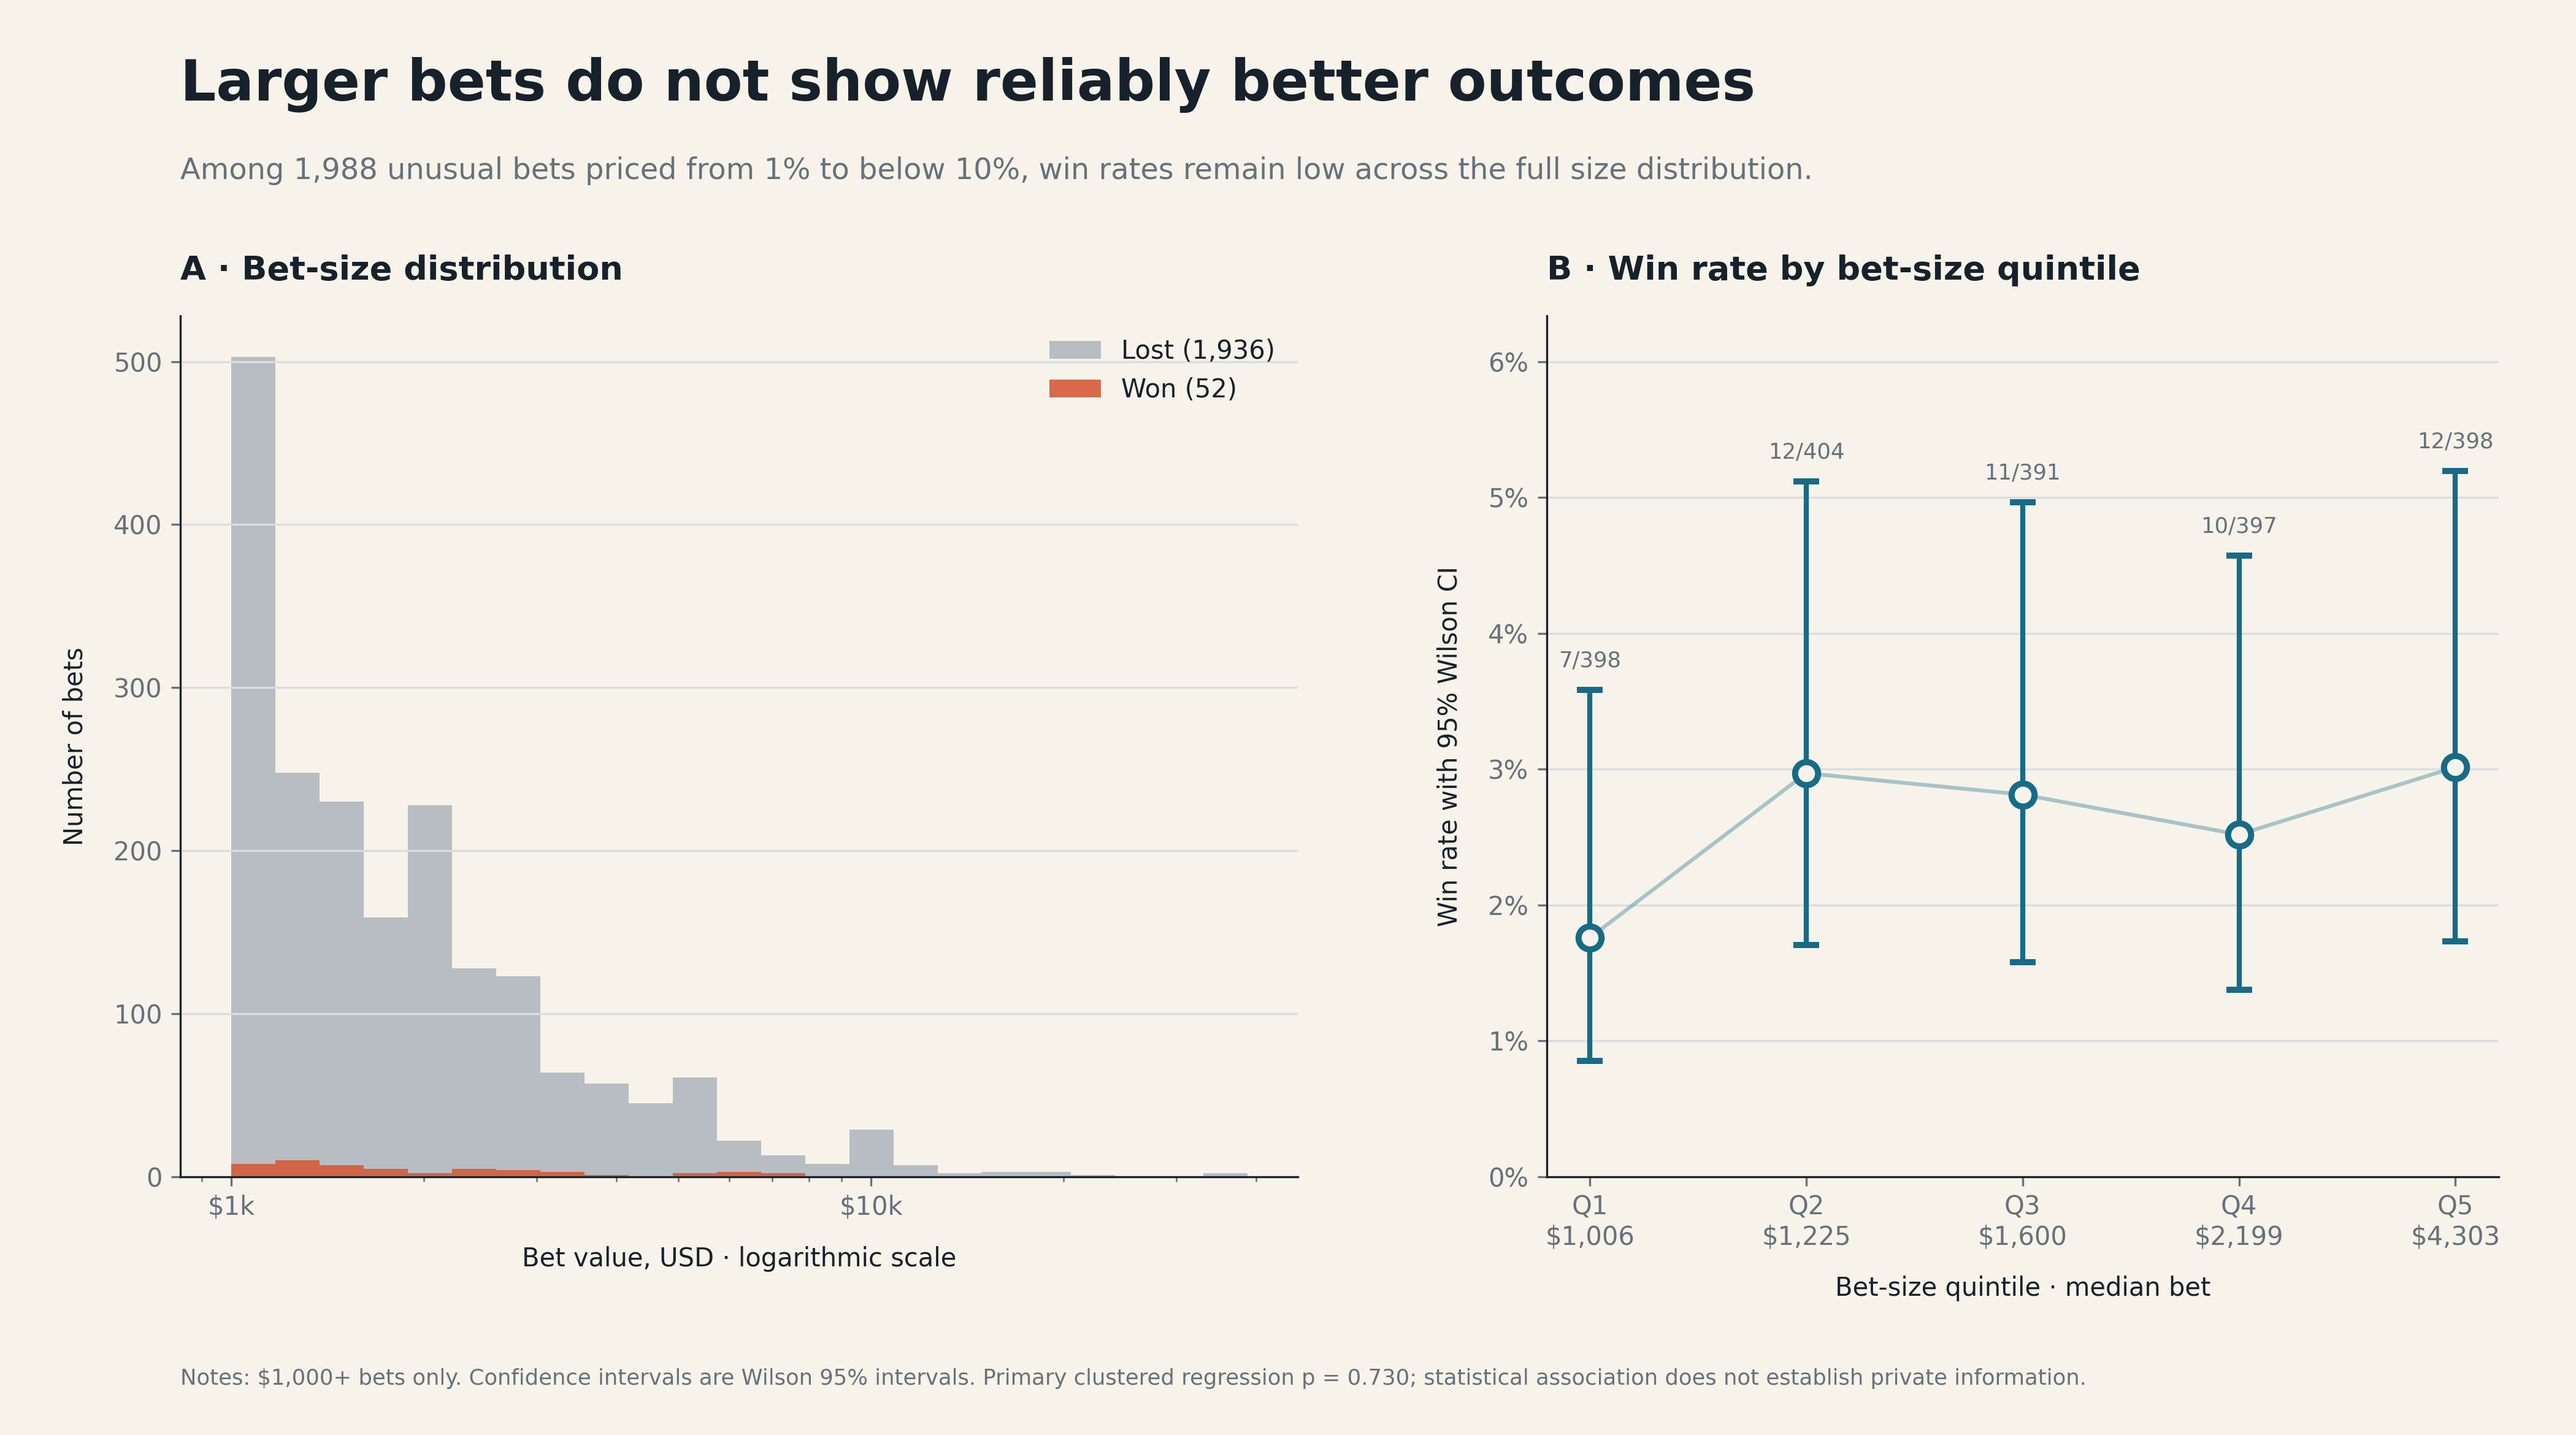 Larger bets do not show reliably better outcomes
Among 1,988 unusual bets priced from 1% to below 10%, win rates remain low across the full size distribution.
A · Bet-size distribution
Number of bets
500
400
300
200
100
0
Lost (1,936)
Won (52)
$1k
$10k
Bet value, USD · logarithmic scale
B · Win rate by bet-size quintile
Win rate with 95% Wilson CI
6%
5%
4%
3%
2%
1%
0%
7/398
12/404
11/391
10/397
12/398
Q1
$1,006
Q2
$1,225
Q3
$1,600
Q4
$2,199
Q5
$4,303
Bet-size quintile · median bet
Notes: $1,000+ bets only. Confidence intervals are Wilson 95% intervals. Primary clustered regression p = 0.730; statistical association does not establish private information.